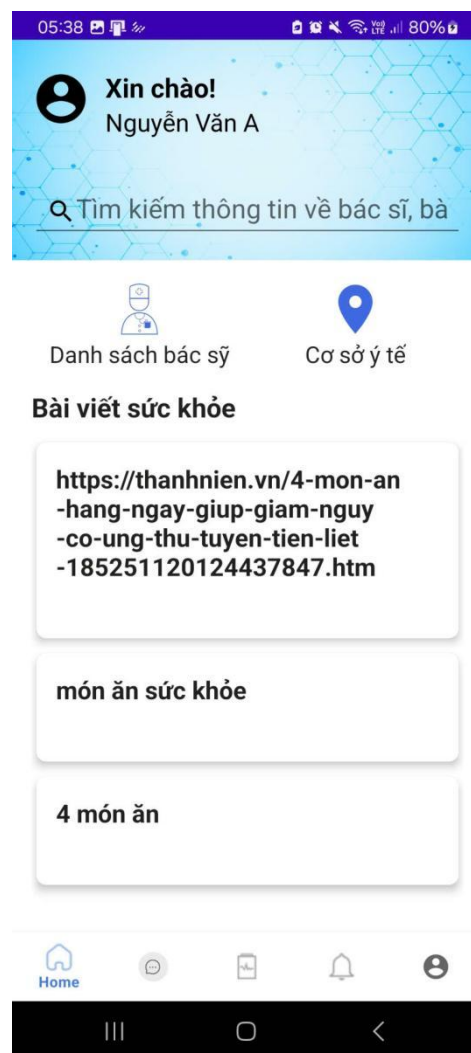 05:38
LTE 80%
Xin chào!
Nguyễn Văn A
Tìm kiếm thông tin về bác sĩ, bà
Danh sách bác sỹ
Cơ sở ý tế
Bài viết sức khỏe
https://thanhnien.vn/4-mon-an
-hang-ngay-giup-giam-nguy
-co-ung-thu-tuyen-tien-liet
-185251120124437847.htm
món ăn sức khỏe
4 món ăn
Home